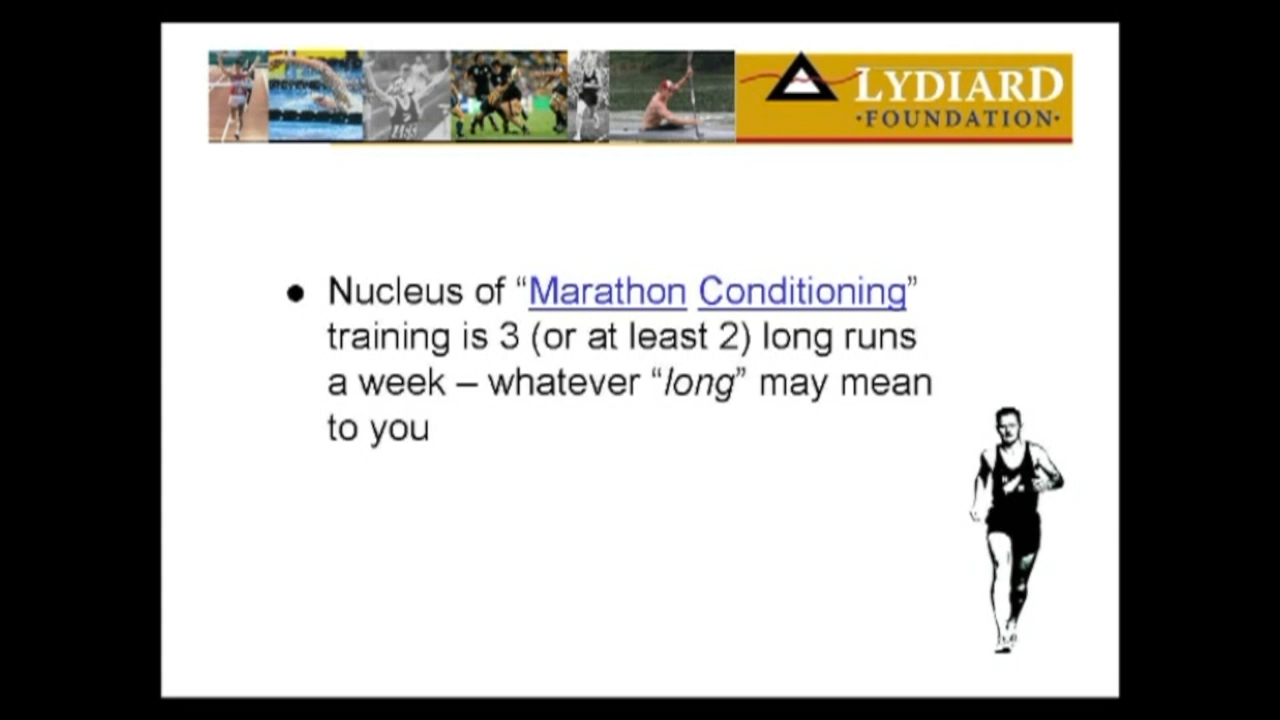 LYDIARD
·FOUNDATION·
● Nucleus of “Marathon Conditioning”
training is 3 (or at least 2) long runs
a week – whatever “long” may mean
to you